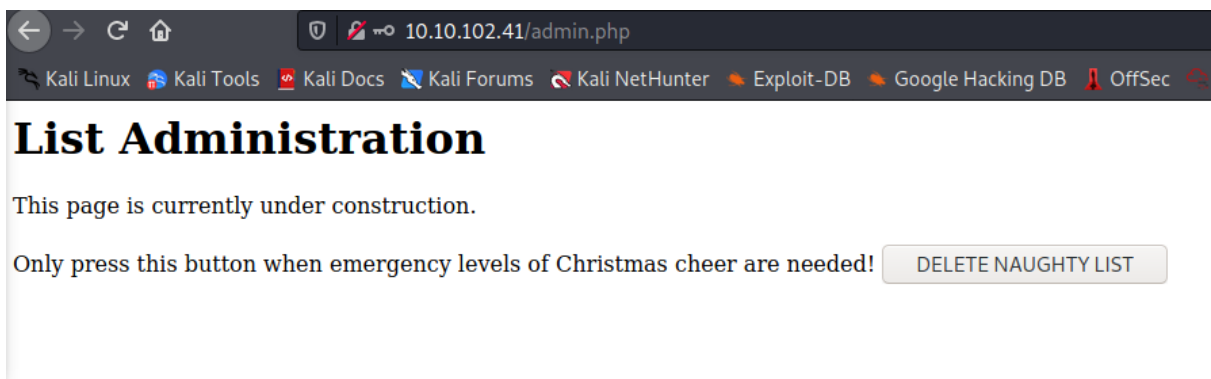 10.10.102.41/admin.php
Kali Linux Kali Tools Kali Docs Kali Forums Kali NetHunter Exploit-DB Google Hacking DB OffSec
List Administration
This page is currently under construction.
Only press this button when emergency levels of Christmas cheer are needed! DELETE NAUGHTY LIST